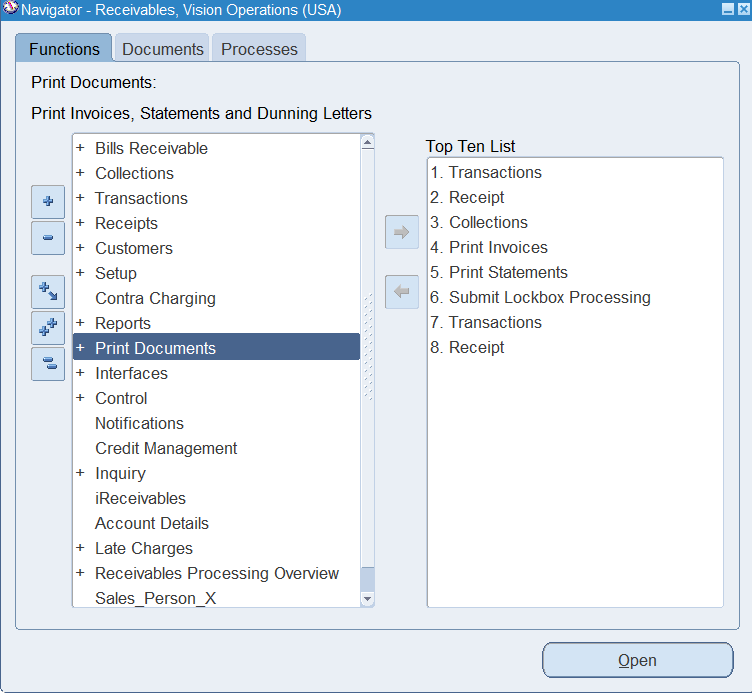 Navigator - Receivables, Vision Operations (USA)
Functions Documents Processes
Print Documents:
Print Invoices, Statements and Dunning Letters
+ Bills Receivable
+ Collections
+ Transactions
+ Receipts
+ Customers
+ Setup
Contra Charging
+ Reports
+ Print Documents
+ Interfaces
+ Control
Notifications
Credit Management
+ Inquiry
iReceivables
Account Details
+ Late Charges
+ Receivables Processing Overview
Sales_Person_X
Top Ten List
1. Transactions
2. Receipt
3. Collections
4. Print Invoices
5. Print Statements
6. Submit Lockbox Processing
7. Transactions
8. Receipt
Open